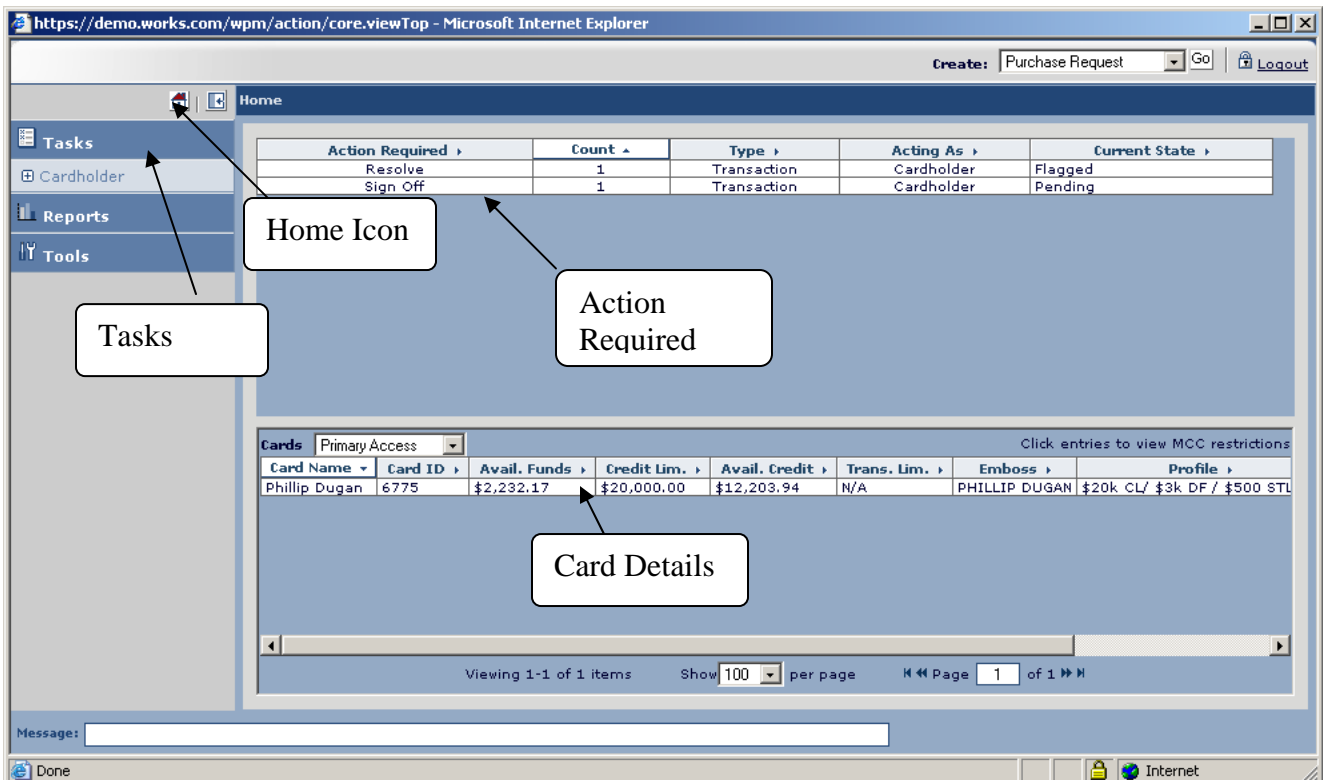 https://demo.works.com/wpm/action/core.viewTop - Microsoft Internet Explorer
Create: Purchase Request Go Logout
Home
Tasks
Cardholder
Reports
Tools
Action Required Count Type Acting As Current State
Resolve 1 Transaction Cardholder Flagged
Sign Off 1 Transaction Cardholder Pending
Home Icon
Action
Required
Tasks
Cards Primary Access Click entries to view MCC restrictions
Card Name Card ID Avail. Funds Credit Lim. Avail. Credit Trans. Lim. Emboss Profile
Phillip Dugan 6775 $2,232.17 $20,000.00 $12,203.94 N/A PHILLIP DUGAN $20k CL/ $3k DF / $500 STL
Card Details
Viewing 1-1 of 1 items Show 100 per page Page 1 of 1
Message:
Done Internet